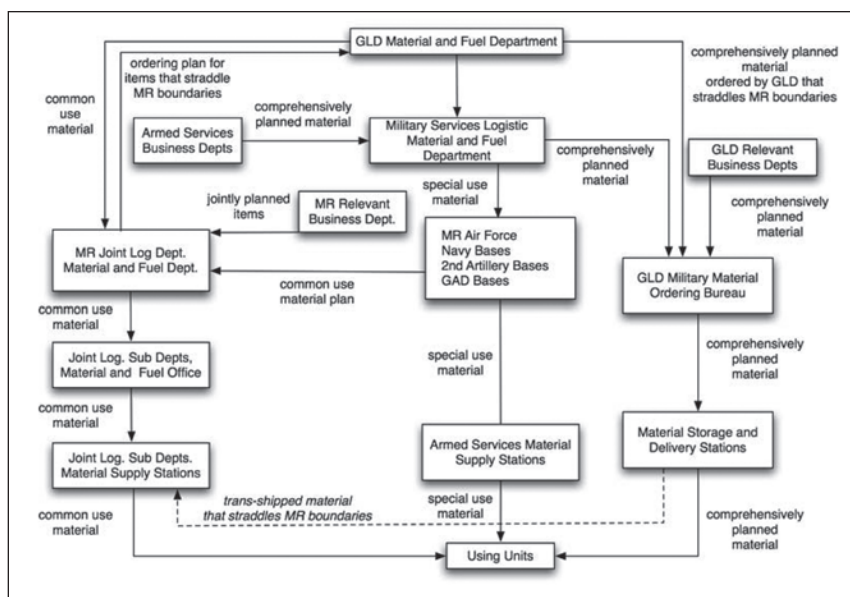 GLD Material and Fuel Department
ordering plan for
items that straddle
MR boundaries
comprehensively planned
material
ordered by GLD that
straddles MR boundaries
common
use
material
comprehensively
planned material
Armed Services
Business Depts
Military Services Logistic
Material and Fuel
Department
comprehensively
planned
material
GLD Relevant
Business Depts
jointly planned
items
MR Relevant
Business Dept.
special use
material
comprehensively
planned
material
MR Joint Log Dept.
Material and Fuel Dept.
MR Air Force
Navy Bases
2nd Artillery Bases
GAD Bases
GLD Military Material
Ordering Bureau
common use
material plan
common use
material
Joint Log. Sub Depts,
Material and Fuel Office
special use
material
comprehensively
planned
material
common use
material
Joint Log. Sub Depts.
Material Supply Stations
Armed Services Material
Supply Stations
Material Storage and
Delivery Stations
trans-shipped material
that straddles MR boundaries
common use
material
special use
material
comprehensively
planned
material
Using Units